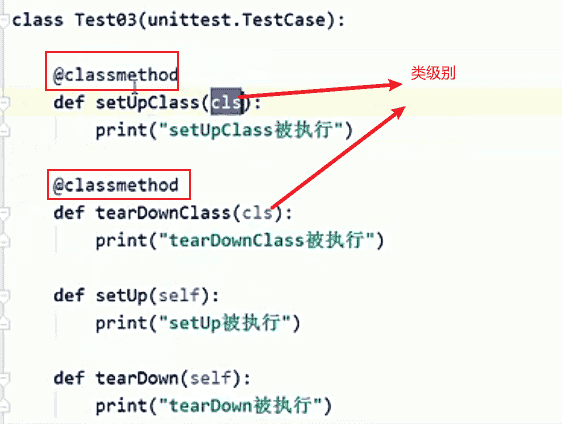 class Test03(unittest.TestCase):
@classmethod
类级别
def setUpClass(cls):
print("setUpClass被执行")
@classmethod
def tearDownClass(cls):
print("tearDownClass被执行")
def setUp(self):
print("setUp被执行")
def tearDown(self):
print("tearDown被执行")